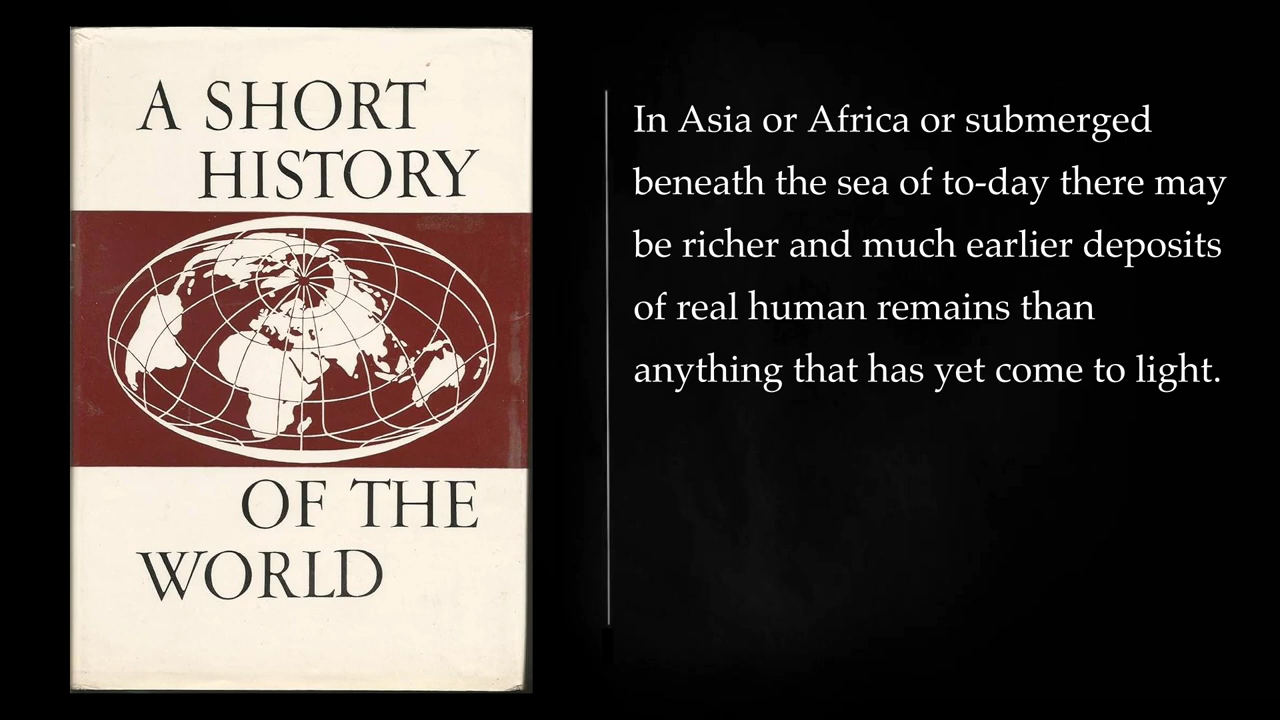 A SHORT
HISTORY
OF THE
WORLD
In Asia or Africa or submerged
beneath the sea of to-day there may
be richer and much earlier deposits
of real human remains than
anything that has yet come to light.